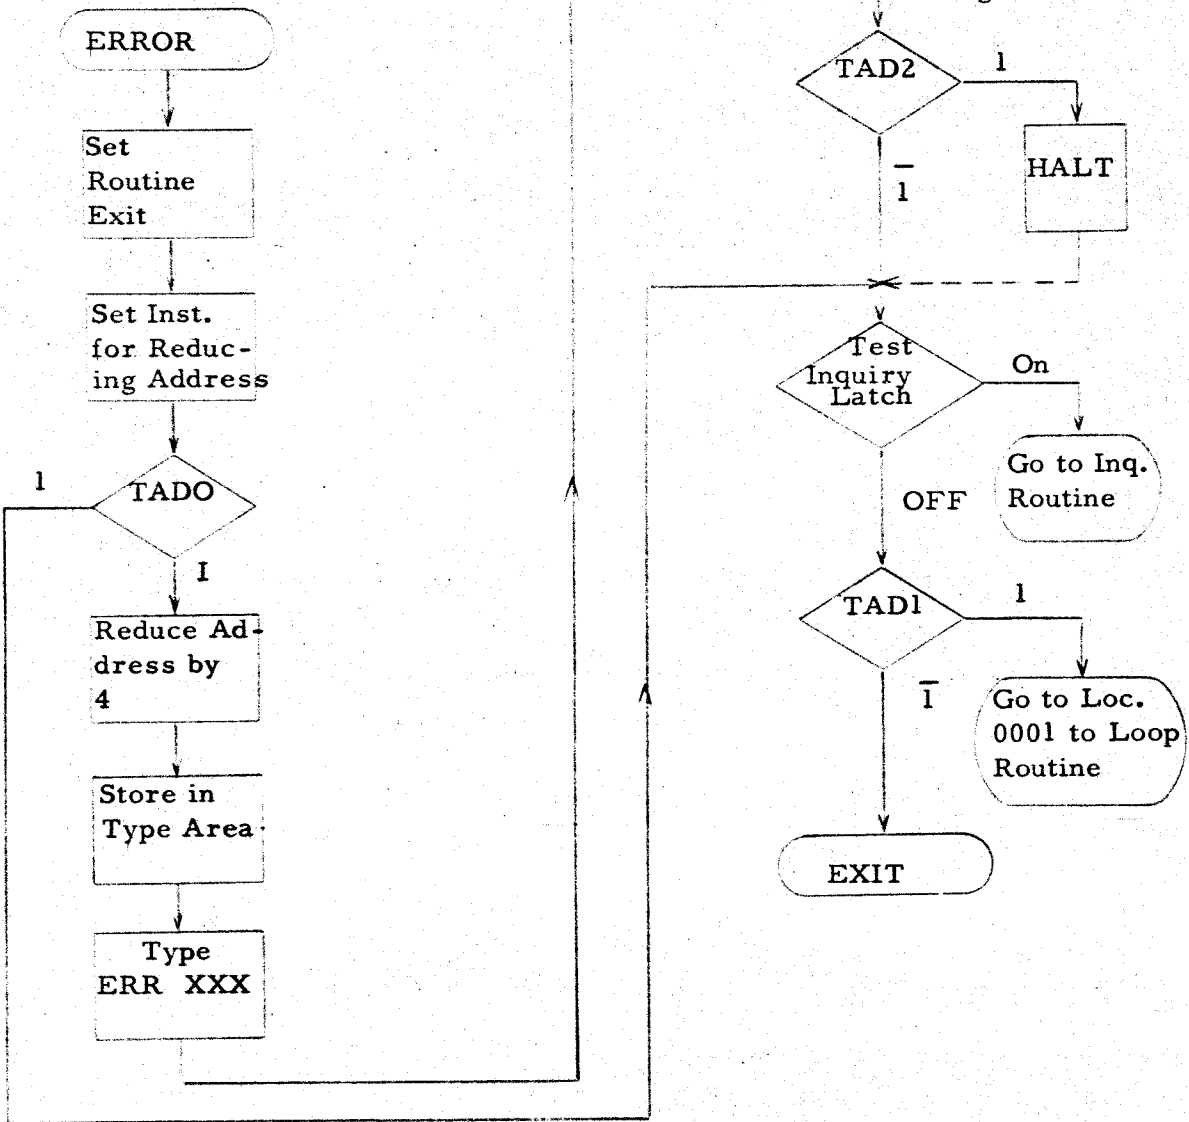 ERROR
Set
Routine
Exit
Set Inst.
for Reduc-
ing Address
1
TADO
I
Reduce Ad-
dress by
4
Store in
Type Area
Type
ERR XXX
TAD2
1
1̅
HALT
Test
Inquiry
Latch
On
Go to Inq.
Routine
OFF
TAD1
1
1̅
Go to Loc.
0001 to Loop
Routine
EXIT